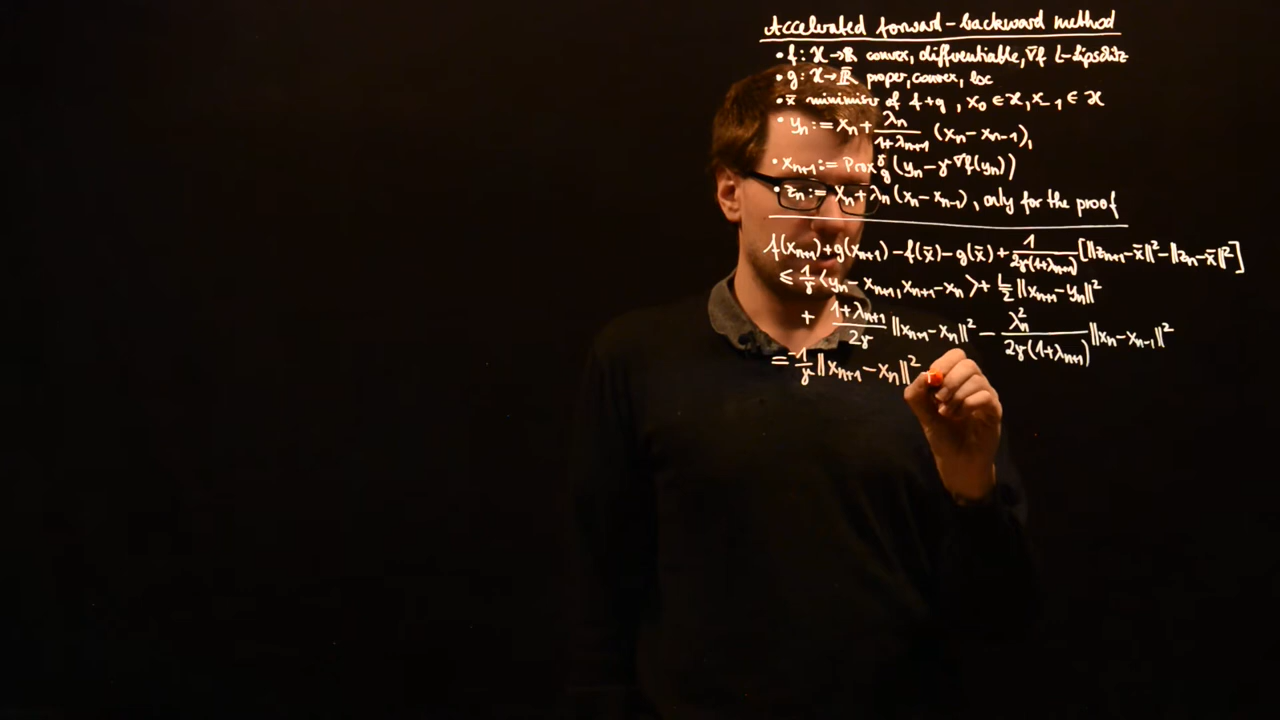 Accelerated forward-backward method
• f: X → ℝ convex, differentiable, ∇f L-Lipschitz
• g: X → ℝ̄ proper, convex, lsc
• x̄ minimiser of f+g, x₀ ∈ X, x₋₁ ∈ X
• yₙ := xₙ + λₙ/(1+λₙ₊₁) (xₙ − xₙ₋₁),
• xₙ₊₁ := Prox_g^γ (yₙ − γ∇f(yₙ))
• zₙ := xₙ + λₙ(xₙ − xₙ₋₁), only for the proof
f(xₙ₊₁)+g(xₙ₊₁)−f(x̄)−g(x̄)+ 1/(2γ(1+λₙ₊₁)) [‖zₙ₊₁−x̄‖²−‖zₙ−x̄‖²]
≤ 1/γ ⟨yₙ−xₙ₊₁, xₙ₊₁−xₙ⟩ + L/2 ‖xₙ₊₁−yₙ‖²
+ (1+λₙ₊₁)/(2γ) ‖xₙ₊₁−xₙ‖² − λₙ²/(2γ(1+λₙ₊₁)) ‖xₙ−xₙ₋₁‖²
= −1/γ ‖xₙ₊₁−xₙ‖²